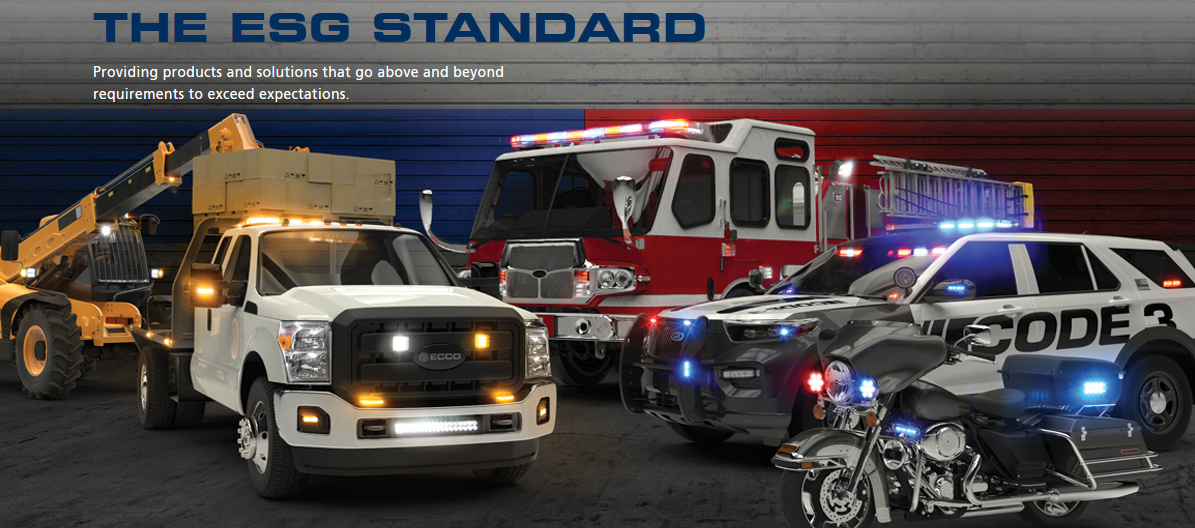 THE ESG STANDARD
Providing products and solutions that go above and beyond
requirements to exceed expectations.
ECCO
CODE 3